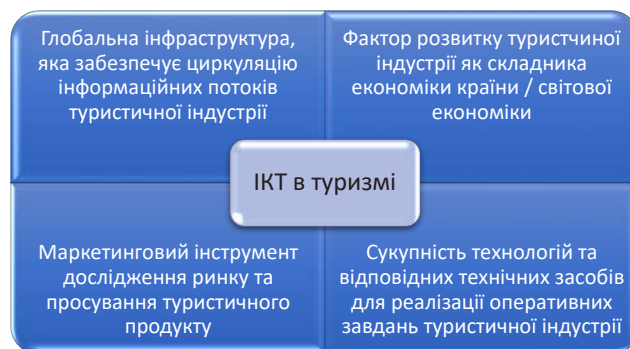 Глобальна інфраструктура,
яка забезпечує циркуляцію
інформаційних потоків
туристичної індустрії
Фактор розвитку туристчиної
індустрії як складника
економіки країни / світової
економіки
ІКТ в туризмі
Маркетинговий інструмент
дослідження ринку та
просування туристичного
продукту
Сукупність технологій та
відповідних технічних засобів
для реалізації оперативних
завдань туристичної індустрії